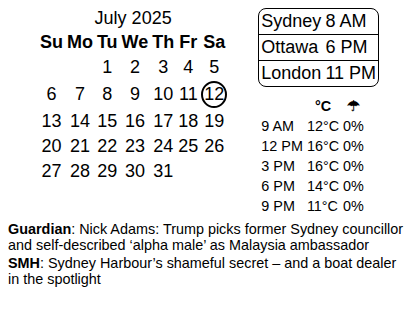 July 2025
Su Mo Tu We Th Fr Sa
1 2 3 4 5
6 7 8 9 10 11 12
13 14 15 16 17 18 19
20 21 22 23 24 25 26
27 28 29 30 31
Sydney 8 AM
Ottawa 6 PM
London 11 PM
°C ☂
9 AM 12°C 0%
12 PM 16°C 0%
3 PM 16°C 0%
6 PM 14°C 0%
9 PM 11°C 0%
Guardian: Nick Adams: Trump picks former Sydney councillor
and self-described ‘alpha male’ as Malaysia ambassador
SMH: Sydney Harbour’s shameful secret – and a boat dealer
in the spotlight